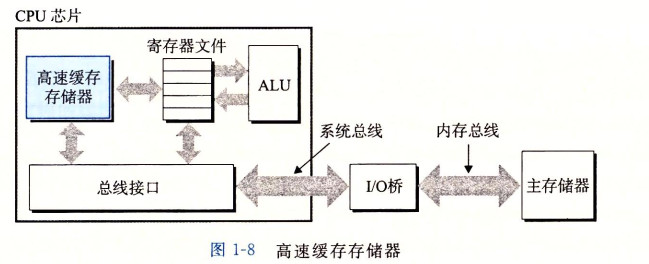 CPU 芯片
寄存器文件
高速缓存
存储器
ALU
系统总线
内存总线
总线接口
I/O桥
主存储器
图 1-8 高速缓存存储器